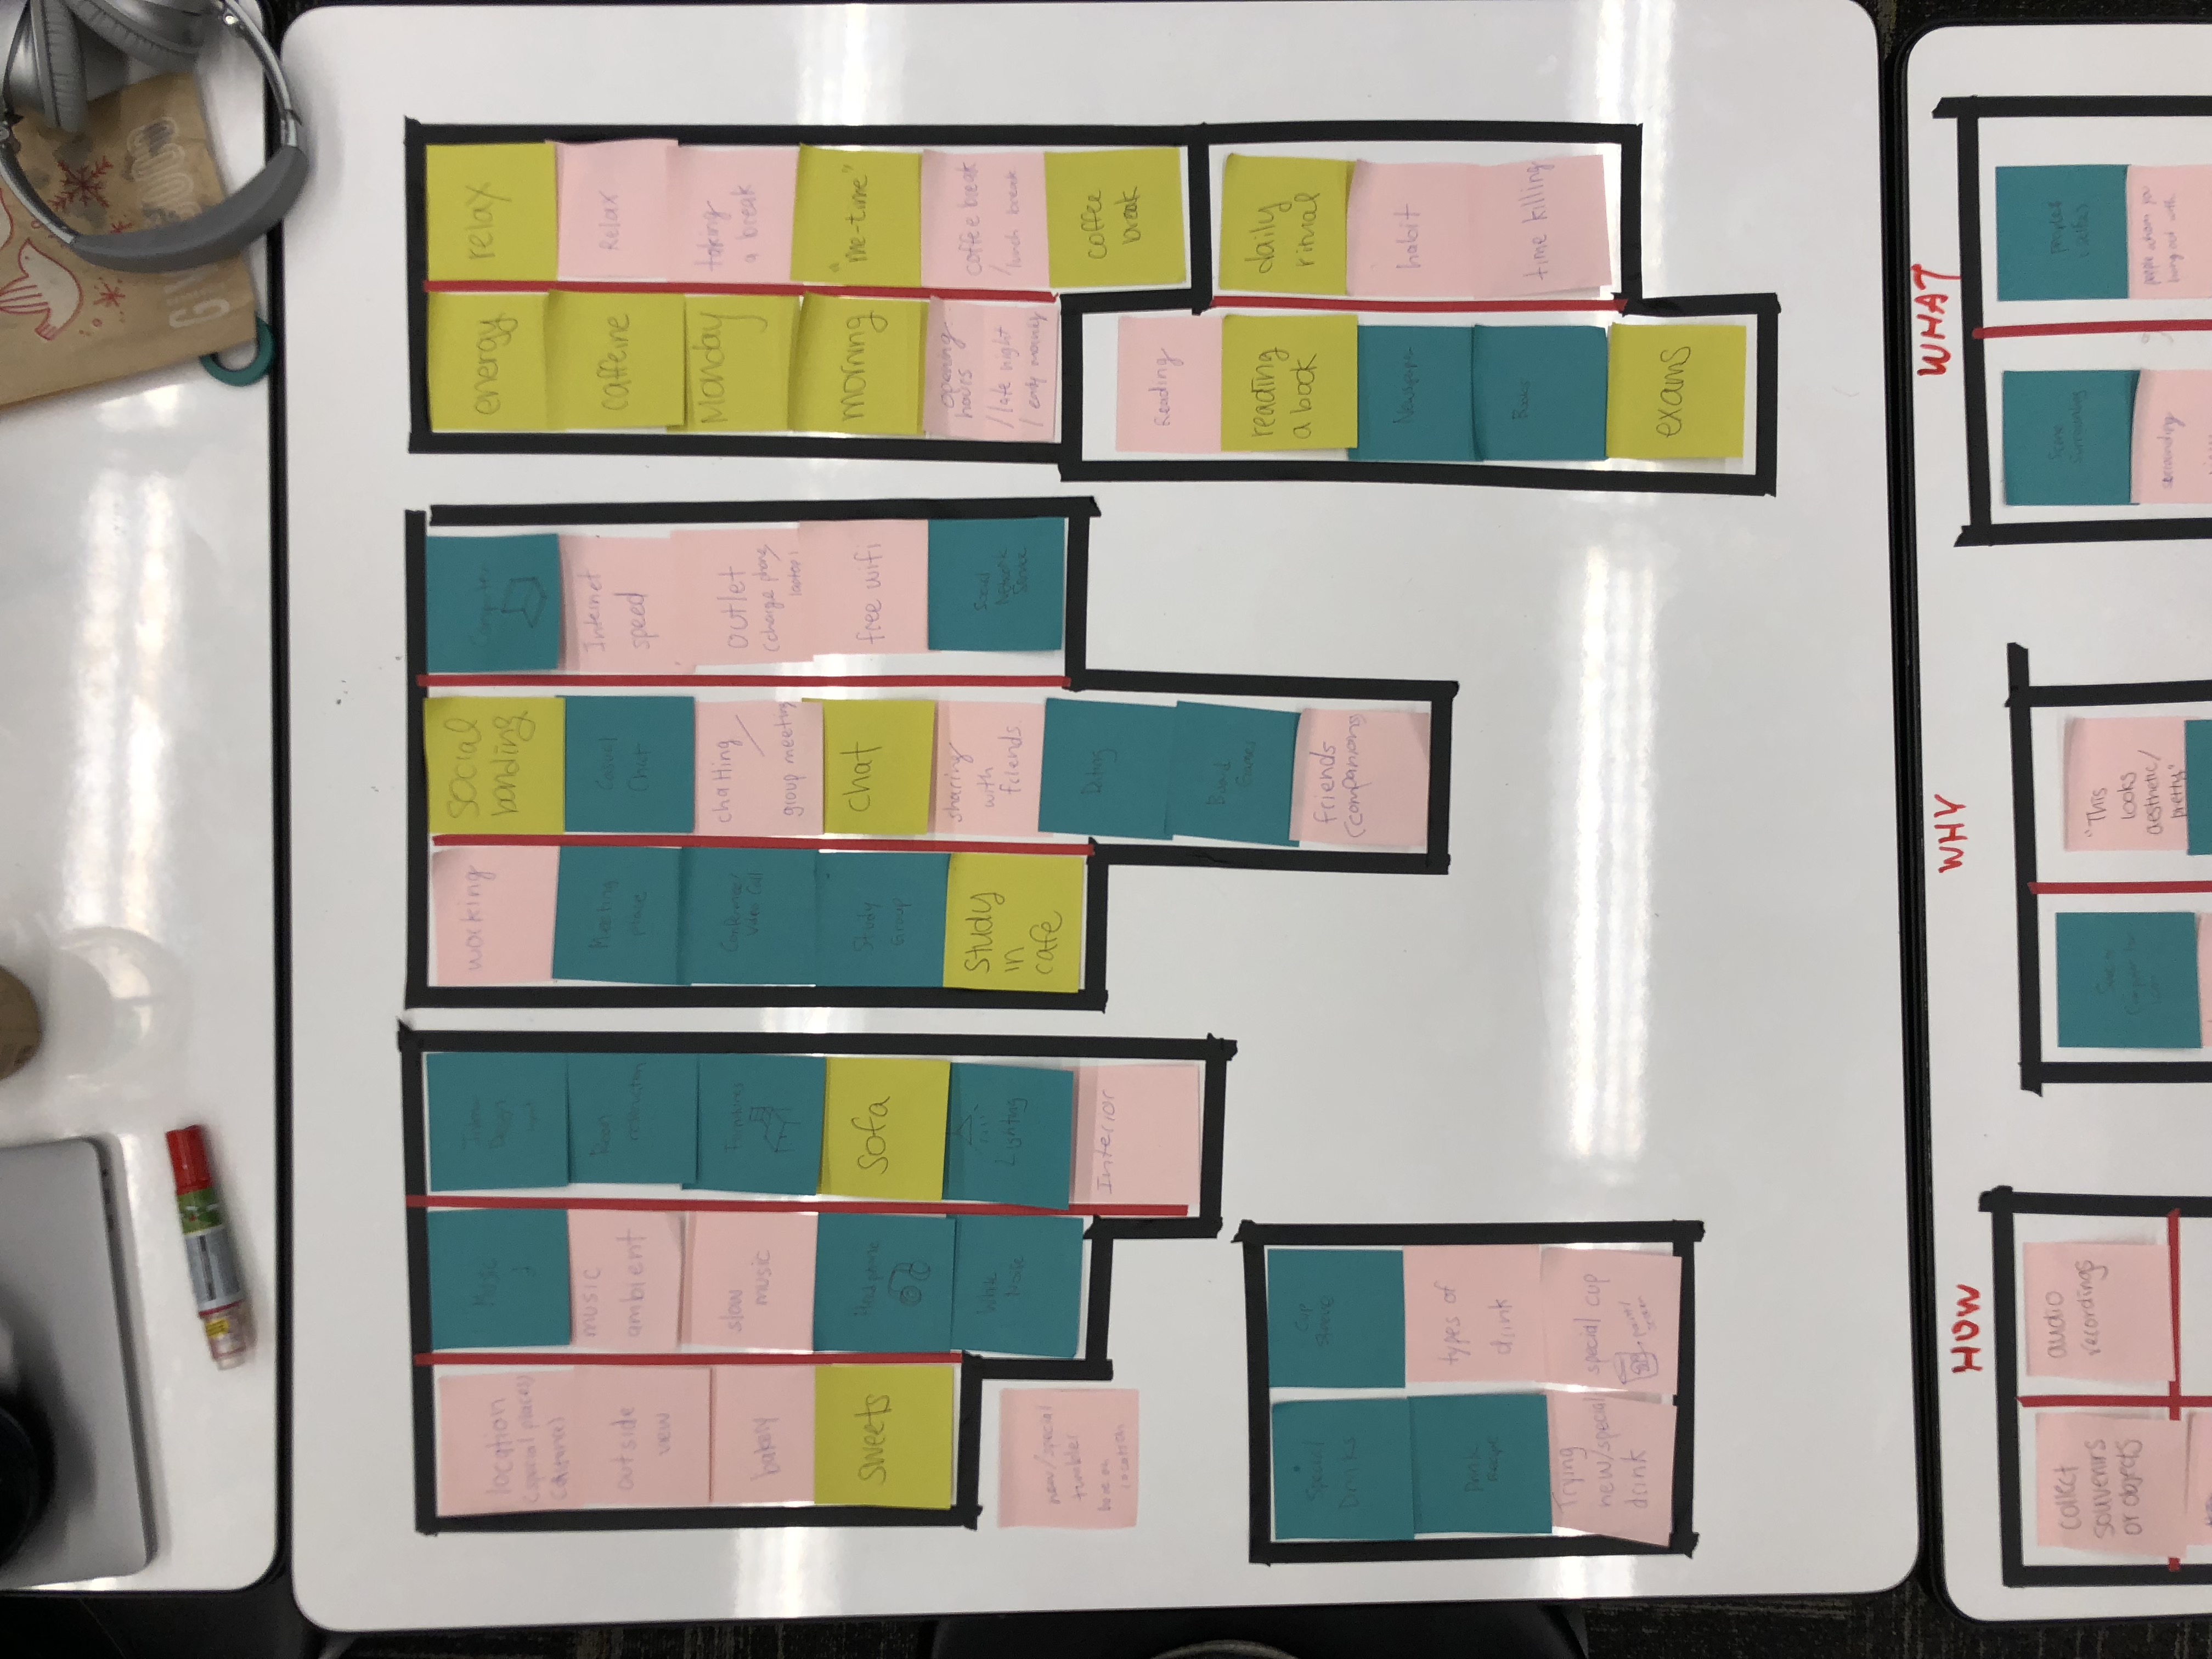 location
(special places)
(distance)
outside
view
bakery
sweets
Music
music
ambient
slow
music
Headphone
White
Noise
Design
Room
Furnitures
sofa
Lighting
Interior
new/special
tumbler
location
working
Meeting
place
Conference/
Video Call
Study
Group
Study
in
cafe
social
bonding
Casual
Chat
chatting /
group meeting
chat
sharing
with
friends
Dating
Board
Games
friends
(companions)
Computer
Internet
speed
outlet
(charge phone/
laptop)
free wifi
Social
Network
Service
energy
caffeine
Monday
morning
opening
hours
/late night
relax
Relax
taking
a break
"me-time"
coffee break
/lunch break
coffee
break
Reading
reading
a book
Newspaper
Books
exams
daily
ritual
habit
time killing
Special
Drinks
Drink
Recipe
Trying
new/special
drink
Cup
Sleeve
types of
drink
special cup
GIVE GOOD
HOW
collect
souvenirs
or objects
audio
recordings
WHY
"This
looks
aesthetic/
pretty"
WHAT
Surrounding
surrounding
people whom you
hang out with